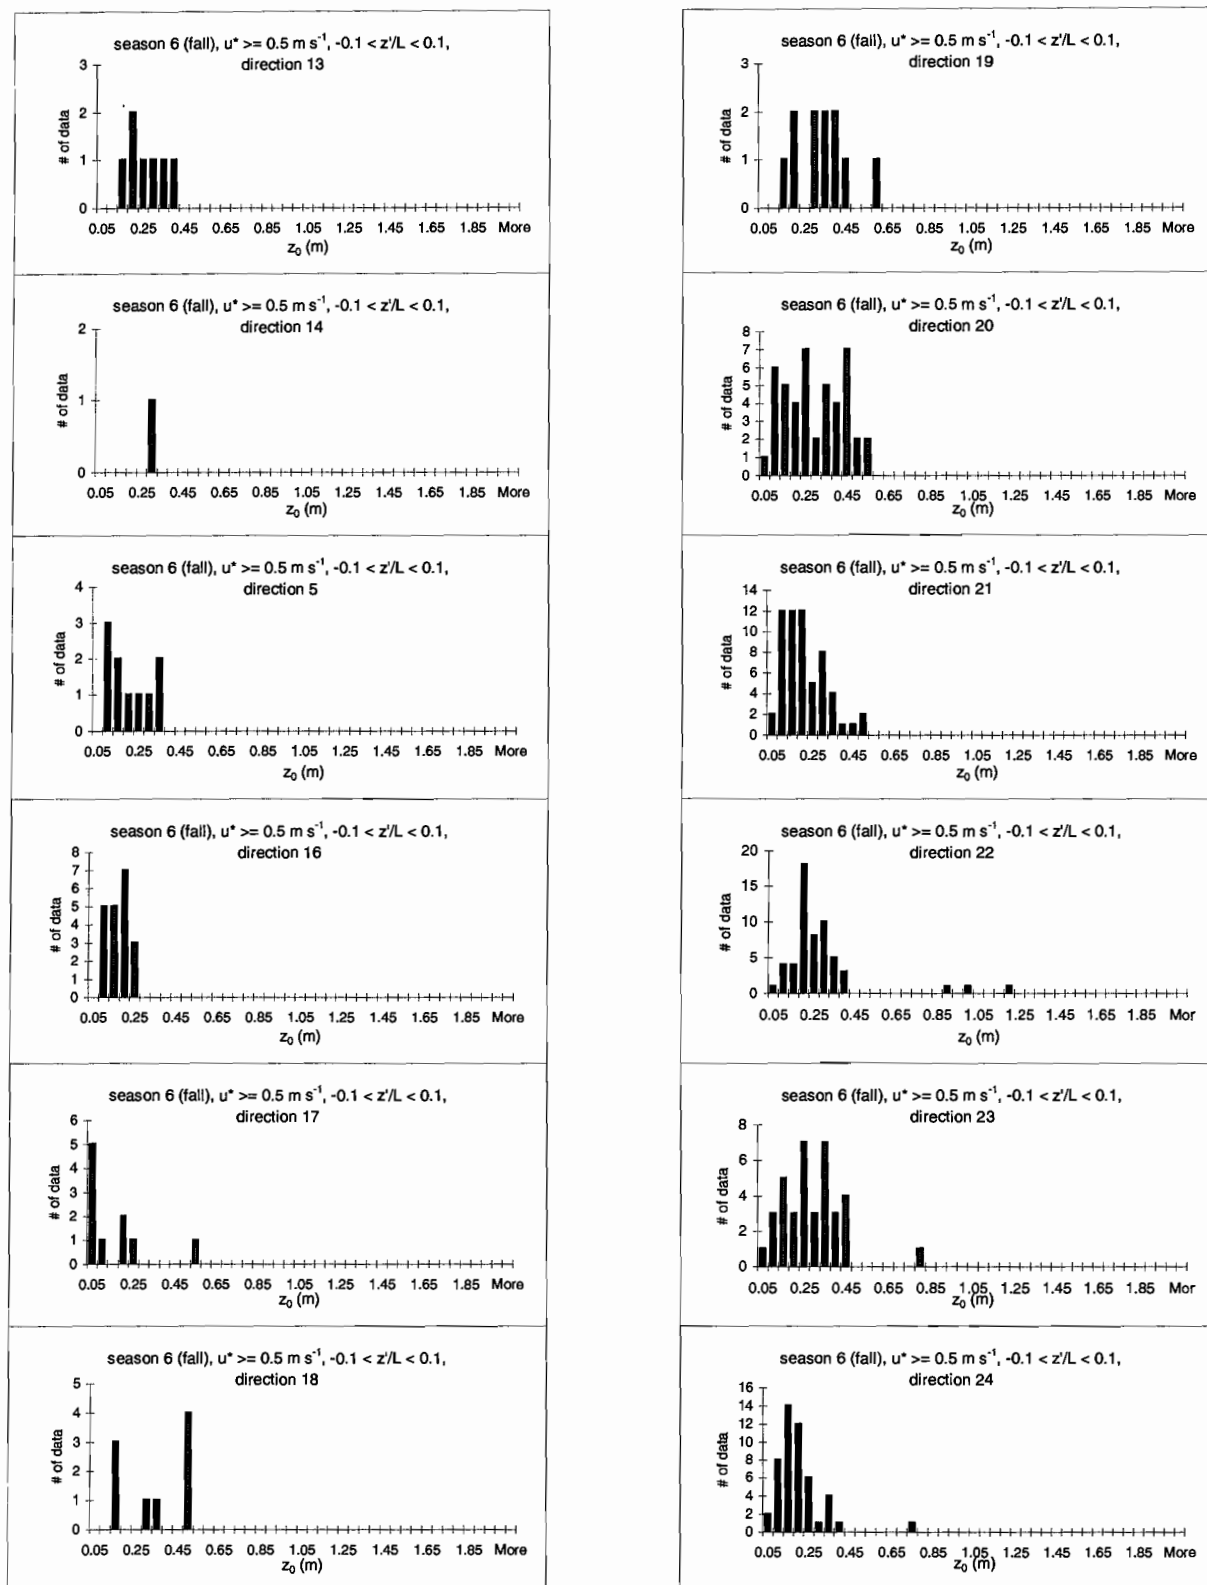 season 6 (fall), u* >= 0.5 m s⁻¹, -0.1 < z'/L < 0.1,
direction 13
3
2
1
0
# of data
0.05 0.25 0.45 0.65 0.85 1.05 1.25 1.45 1.65 1.85 More
z₀ (m)
season 6 (fall), u* >= 0.5 m s⁻¹, -0.1 < z'/L < 0.1,
direction 14
2
1
0
# of data
0.05 0.25 0.45 0.65 0.85 1.05 1.25 1.45 1.65 1.85 More
z₀ (m)
season 6 (fall), u* >= 0.5 m s⁻¹, -0.1 < z'/L < 0.1,
direction 5
4
3
2
1
0
# of data
0.05 0.25 0.45 0.65 0.85 1.05 1.25 1.45 1.65 1.85 More
z₀ (m)
season 6 (fall), u* >= 0.5 m s⁻¹, -0.1 < z'/L < 0.1,
direction 16
8
7
6
5
4
3
2
1
0
# of data
0.05 0.25 0.45 0.65 0.85 1.05 1.25 1.45 1.65 1.85 More
z₀ (m)
season 6 (fall), u* >= 0.5 m s⁻¹, -0.1 < z'/L < 0.1,
direction 17
6
5
4
3
2
1
0
# of data
0.05 0.25 0.45 0.65 0.85 1.05 1.25 1.45 1.65 1.85 More
z₀ (m)
season 6 (fall), u* >= 0.5 m s⁻¹, -0.1 < z'/L < 0.1,
direction 18
5
4
3
2
1
0
# of data
0.05 0.25 0.45 0.65 0.85 1.05 1.25 1.45 1.65 1.85 More
z₀ (m)
season 6 (fall), u* >= 0.5 m s⁻¹, -0.1 < z'/L < 0.1,
direction 19
3
2
1
0
# of data
0.05 0.25 0.45 0.65 0.85 1.05 1.25 1.45 1.65 1.85 More
z₀ (m)
season 6 (fall), u* >= 0.5 m s⁻¹, -0.1 < z'/L < 0.1,
direction 20
8
7
6
5
4
3
2
1
0
# of data
0.05 0.25 0.45 0.65 0.85 1.05 1.25 1.45 1.65 1.85 More
z₀ (m)
season 6 (fall), u* >= 0.5 m s⁻¹, -0.1 < z'/L < 0.1,
direction 21
14
12
10
8
6
4
2
0
# of data
0.05 0.25 0.45 0.65 0.85 1.05 1.25 1.45 1.65 1.85 More
z₀ (m)
season 6 (fall), u* >= 0.5 m s⁻¹, -0.1 < z'/L < 0.1,
direction 22
20
15
10
5
0
# of data
0.05 0.25 0.45 0.65 0.85 1.05 1.25 1.45 1.65 1.85 Mor
z₀ (m)
season 6 (fall), u* >= 0.5 m s⁻¹, -0.1 < z'/L < 0.1,
direction 23
8
6
4
2
0
# of data
0.05 0.25 0.45 0.65 0.85 1.05 1.25 1.45 1.65 1.85 Mor
z₀ (m)
season 6 (fall), u* >= 0.5 m s⁻¹, -0.1 < z'/L < 0.1,
direction 24
16
14
12
10
8
6
4
2
0
# of data
0.05 0.25 0.45 0.65 0.85 1.05 1.25 1.45 1.65 1.85 More
z₀ (m)